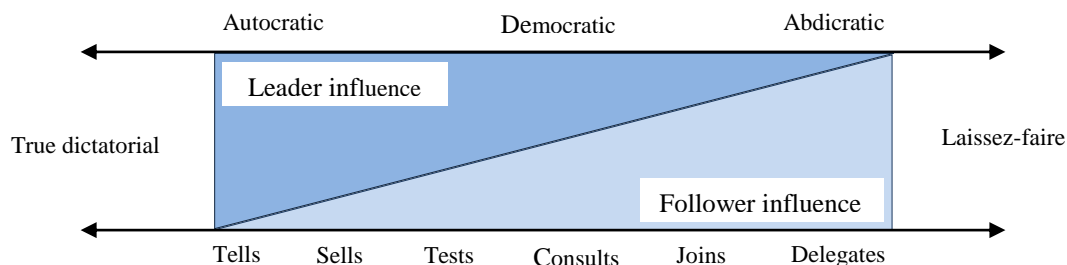 Autocratic Democratic Abdicratic
Leader influence
True dictatorial Laissez-faire
Follower influence
Tells Sells Tests Consults Joins Delegates